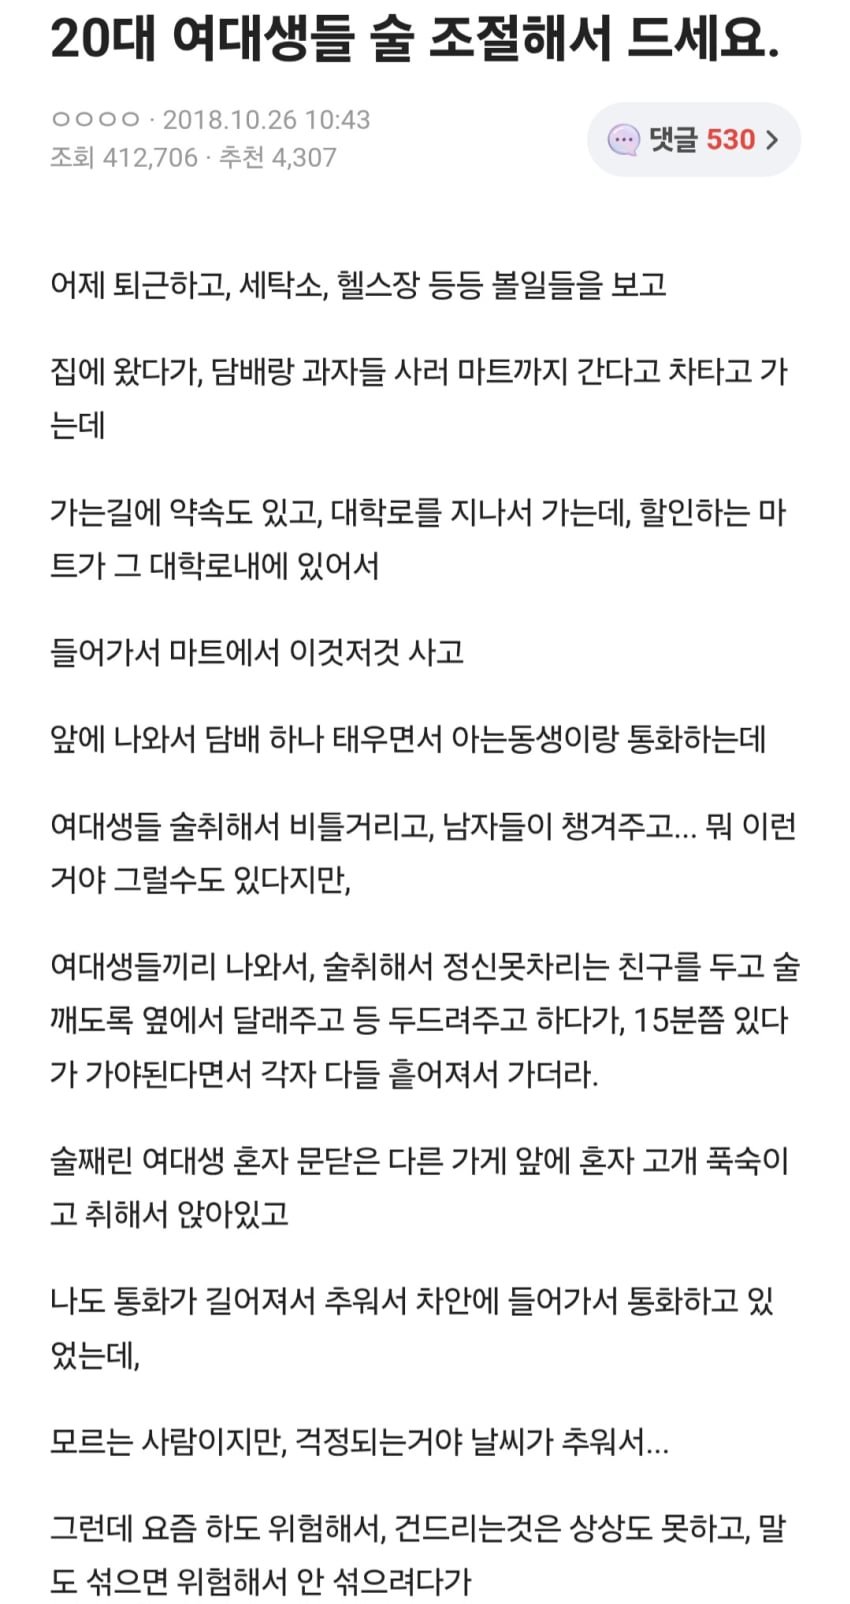 20대 여대생들 술 조절해서 드세요.
ㅇㅇㅇㅇ · 2018.10.26 10:43
조회 412,706 · 추천 4,307
댓글 530 >
어제 퇴근하고, 세탁소, 헬스장 등등 볼일들을 보고
집에 왔다가, 담배랑 과자들 사러 마트까지 간다고 차타고 가
는데
가는길에 약속도 있고, 대학로를 지나서 가는데, 할인하는 마
트가 그 대학로내에 있어서
들어가서 마트에서 이것저것 사고
앞에 나와서 담배 하나 태우면서 아는동생이랑 통화하는데
여대생들 술취해서 비틀거리고, 남자들이 챙겨주고... 뭐 이런
거야 그럴수도 있다지만,
여대생들끼리 나와서, 술취해서 정신못차리는 친구를 두고 술
깨도록 옆에서 달래주고 등 두드려주고 하다가, 15분쯤 있다
가 가야된다면서 각자 다들 흩어져서 가더라.
술째린 여대생 혼자 문닫은 다른 가게 앞에 혼자 고개 푹숙이
고 취해서 앉아있고
나도 통화가 길어져서 추워서 차안에 들어가서 통화하고 있
었는데,
모르는 사람이지만, 걱정되는거야 날씨가 추워서...
그런데 요즘 하도 위험해서, 건드리는것은 상상도 못하고, 말
도 섞으면 위험해서 안 섞으려다가